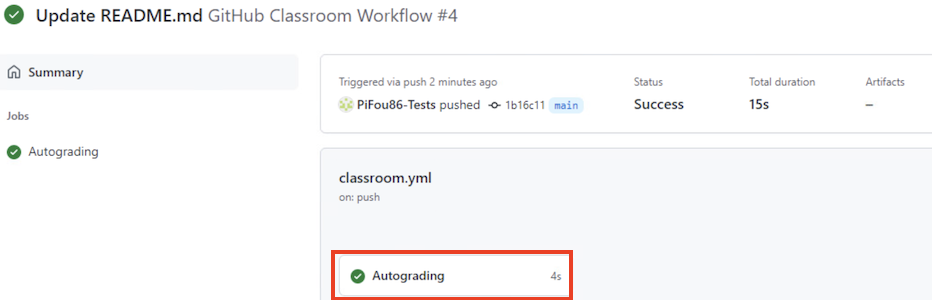 Update README.md GitHub Classroom Workflow #4
Summary
Jobs
Autograding
Triggered via push 2 minutes ago
PiFou86-Tests pushed 1b16c11 main
Status
Success
Total duration
15s
Artifacts
–
classroom.yml
on: push
Autograding 4s